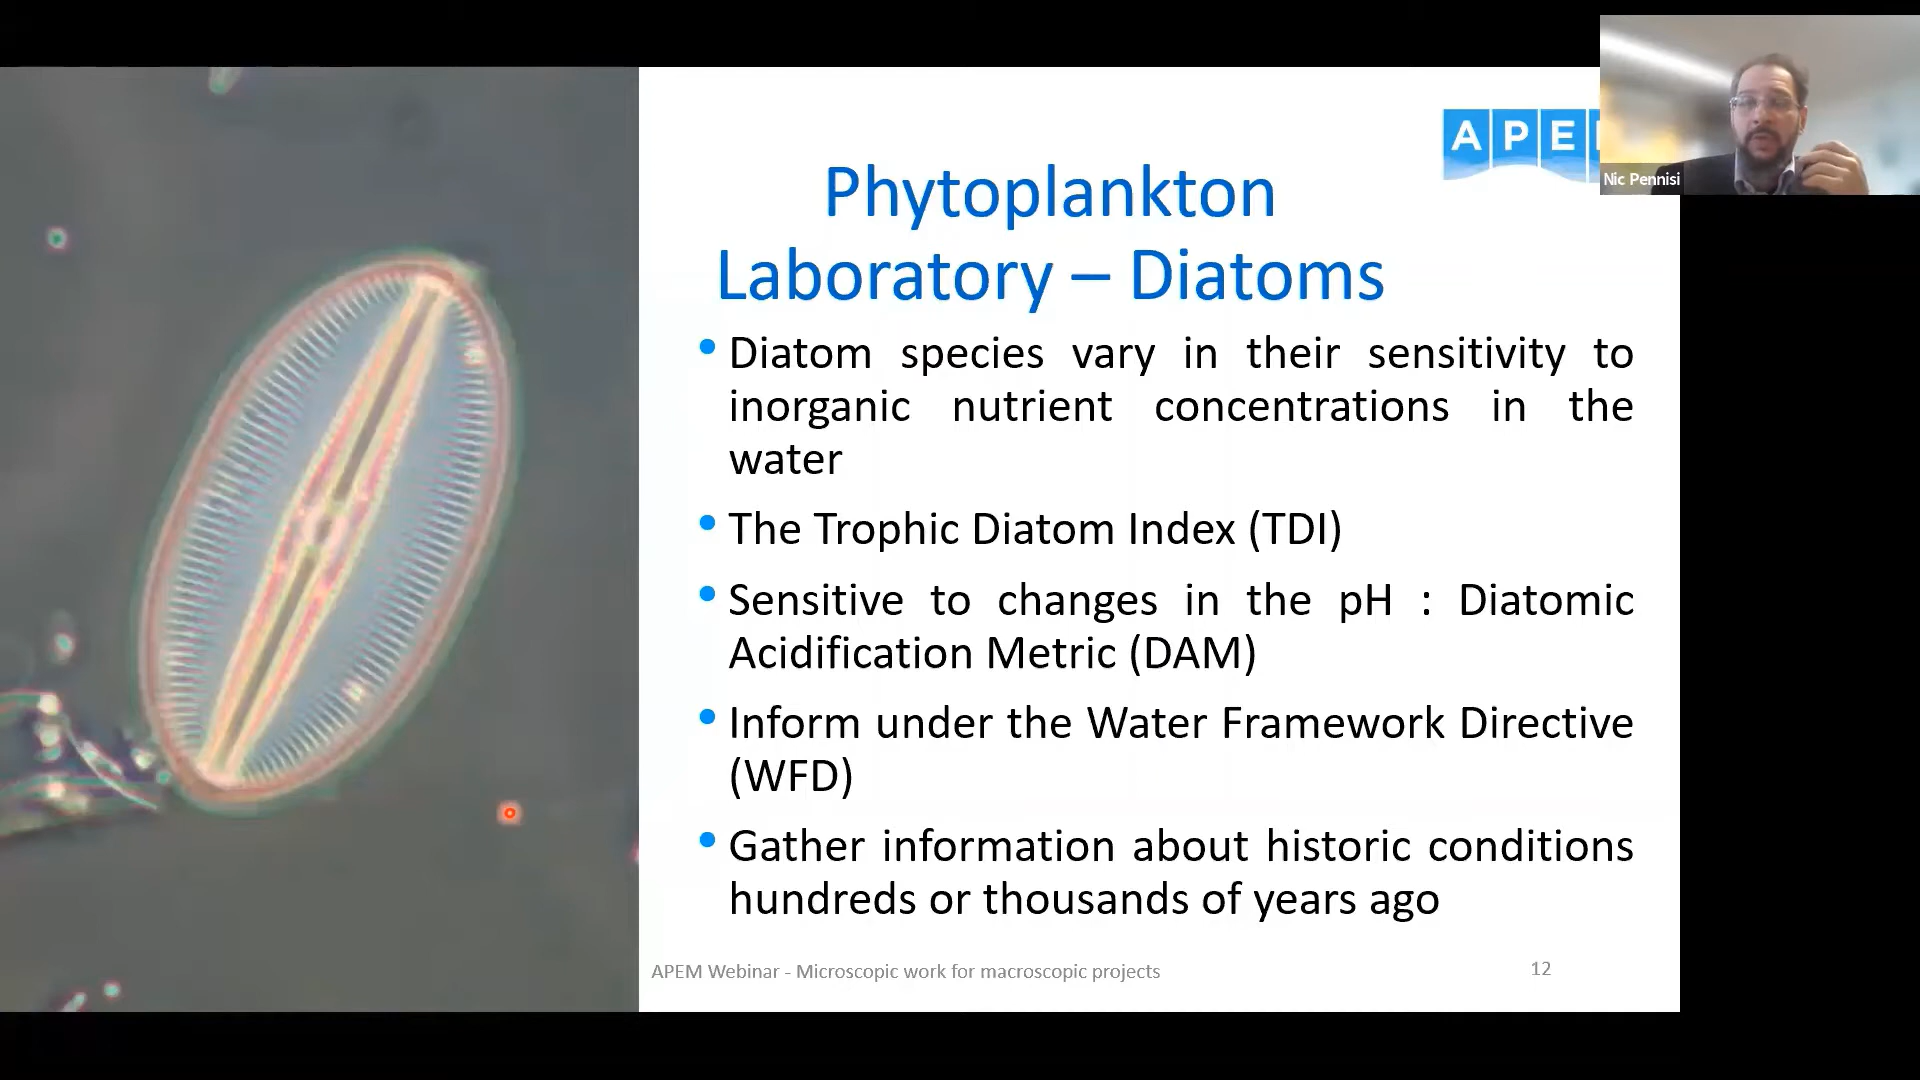 APE
Nic Pennisi
Phytoplankton
Laboratory – Diatoms
• Diatom species vary in their sensitivity to
inorganic nutrient concentrations in the
water
• The Trophic Diatom Index (TDI)
• Sensitive to changes in the pH : Diatomic
Acidification Metric (DAM)
• Inform under the Water Framework Directive
(WFD)
• Gather information about historic conditions
hundreds or thousands of years ago
APEM Webinar - Microscopic work for macroscopic projects
12